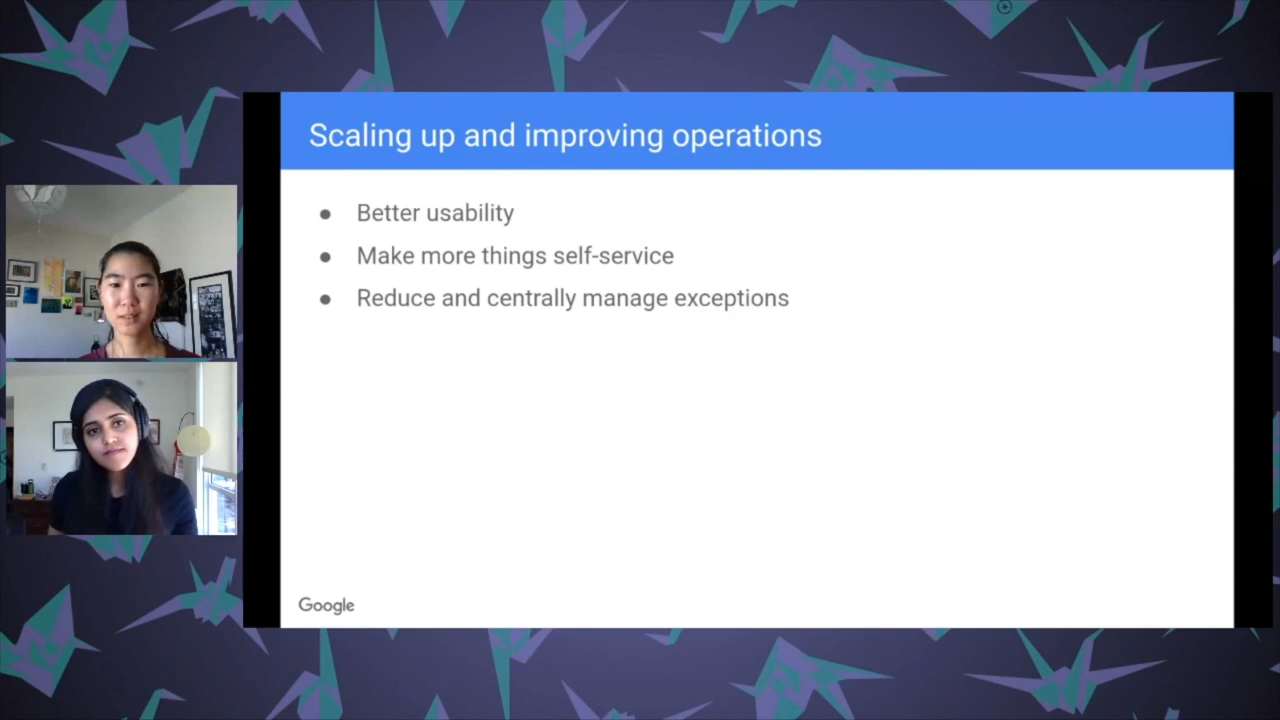 Scaling up and improving operations
● Better usability
● Make more things self-service
● Reduce and centrally manage exceptions
Google